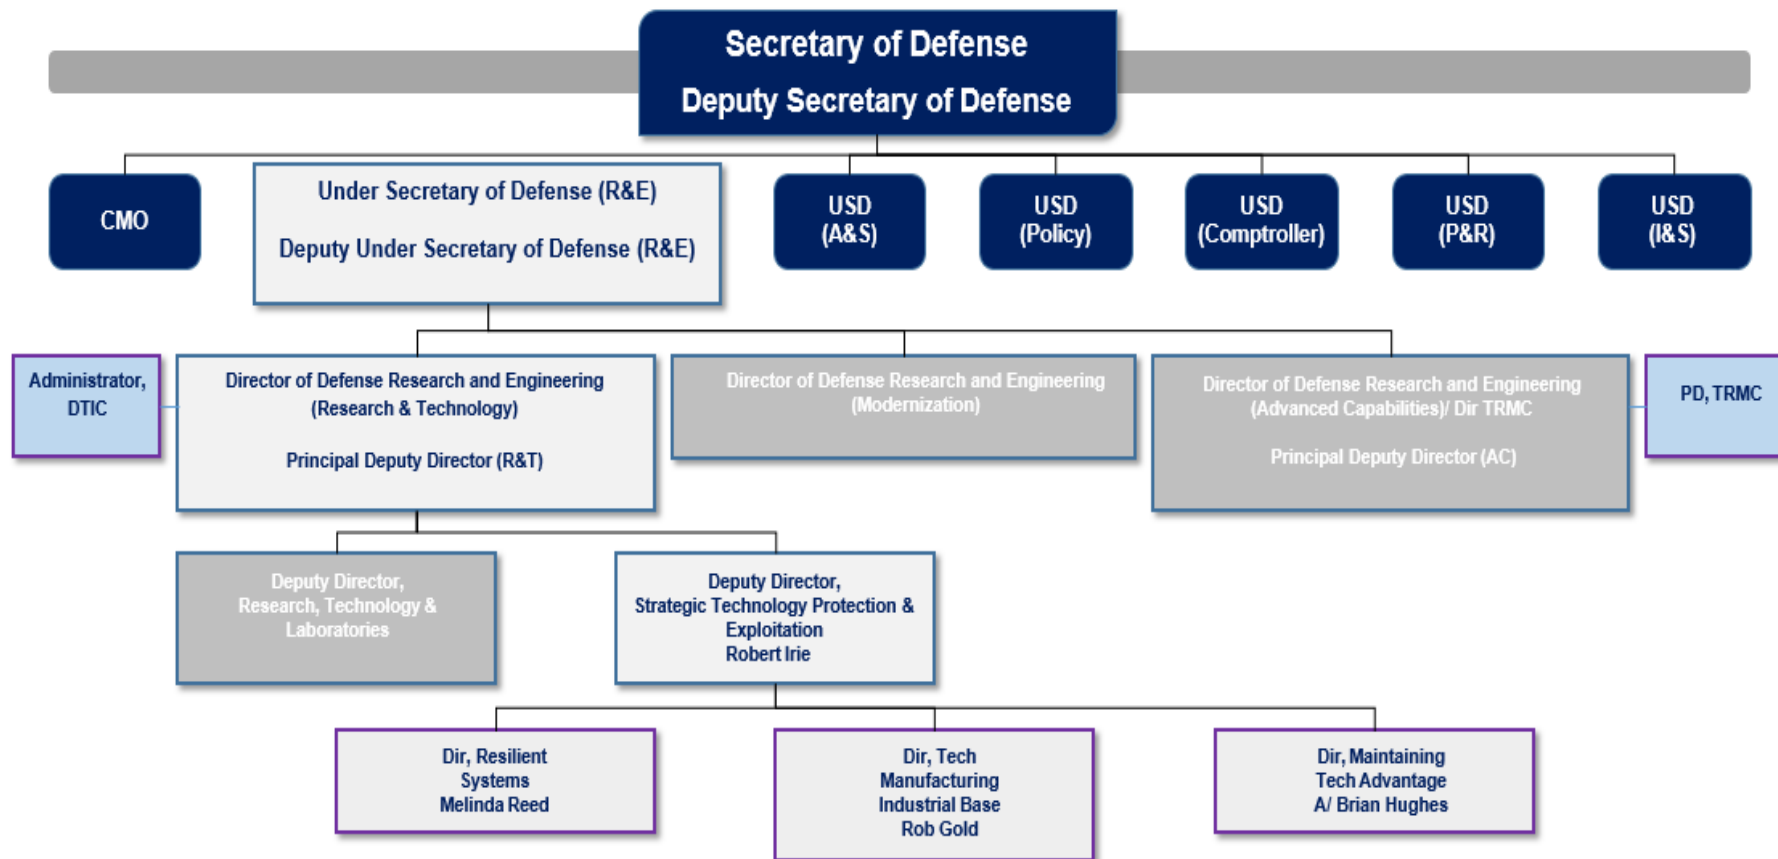 Secretary of Defense
Deputy Secretary of Defense
CMO
Under Secretary of Defense (R&E)
Deputy Under Secretary of Defense (R&E)
USD
(A&S)
USD
(Policy)
USD
(Comptroller)
USD
(P&R)
USD
(I&S)
Administrator,
DTIC
Director of Defense Research and Engineering
(Research & Technology)
Principal Deputy Director (R&T)
Director of Defense Research and Engineering
(Modernization)
Director of Defense Research and Engineering
(Advanced Capabilities)/ Dir TRMC
Principal Deputy Director (AC)
PD, TRMC
Deputy Director,
Research, Technology &
Laboratories
Deputy Director,
Strategic Technology Protection &
Exploitation
Robert Irie
Dir, Resilient
Systems
Melinda Reed
Dir, Tech
Manufacturing
Industrial Base
Rob Gold
Dir, Maintaining
Tech Advantage
A/ Brian Hughes